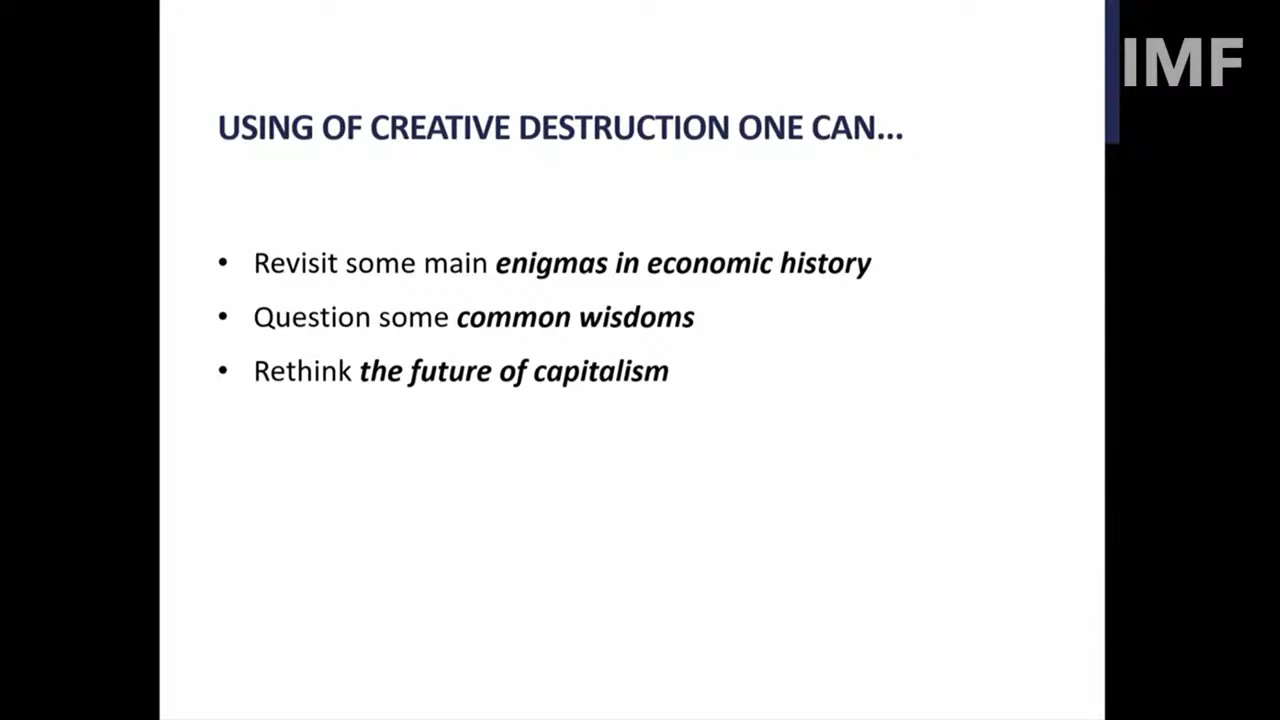 IMF
USING OF CREATIVE DESTRUCTION ONE CAN...
• Revisit some main enigmas in economic history
• Question some common wisdoms
• Rethink the future of capitalism